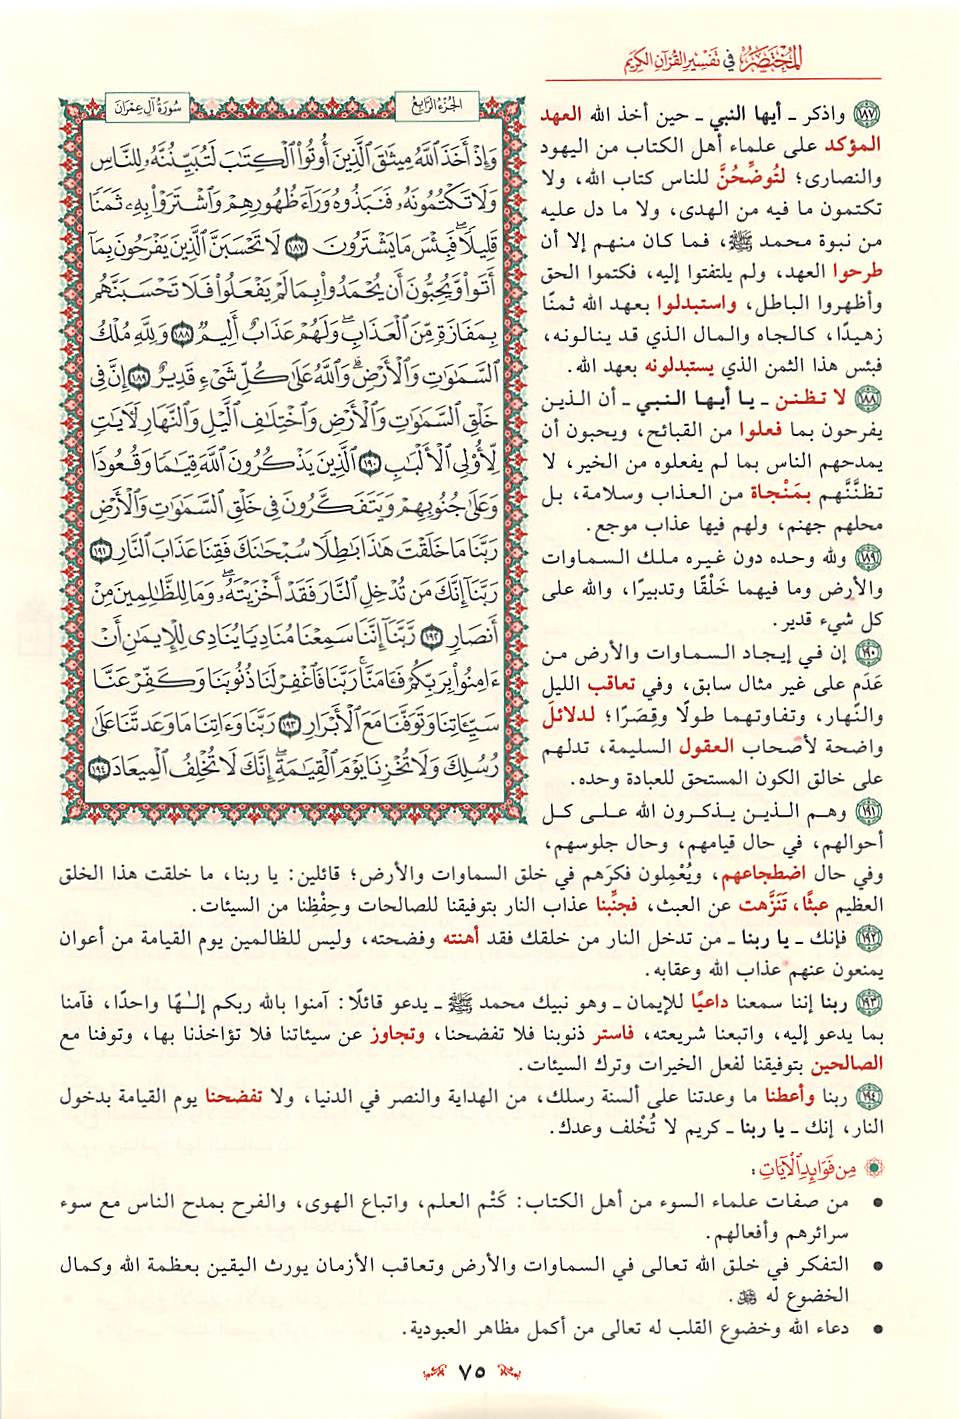 المختصر في تفسير القرآن الكريم
الجزء الرابع
سورة آل عمران
وَإِذْ أَخَذَ ٱللَّهُ مِيثَٰقَ ٱلَّذِينَ أُوتُوا۟ ٱلْكِتَٰبَ لَتُبَيِّنُنَّهُۥ لِلنَّاسِ
وَلَا تَكْتُمُونَهُۥ فَنَبَذُوهُ وَرَآءَ ظُهُورِهِمْ وَٱشْتَرَوْا۟ بِهِۦ ثَمَنًا
قَلِيلًا ۖ فَبِئْسَ مَا يَشْتَرُونَ ١٨٧ لَا تَحْسَبَنَّ ٱلَّذِينَ يَفْرَحُونَ بِمَآ
أَتَوا۟ وَّيُحِبُّونَ أَن يُحْمَدُوا۟ بِمَا لَمْ يَفْعَلُوا۟ فَلَا تَحْسَبَنَّهُم
بِمَفَازَةٍ مِّنَ ٱلْعَذَابِ ۖ وَلَهُمْ عَذَابٌ أَلِيمٌ ١٨٨ وَلِلَّهِ مُلْكُ
ٱلسَّمَٰوَٰتِ وَٱلْأَرْضِ ۗ وَٱللَّهُ عَلَىٰ كُلِّ شَىْءٍ قَدِيرٌ ١٨٩ إِنَّ فِى
خَلْقِ ٱلسَّمَٰوَٰتِ وَٱلْأَرْضِ وَٱخْتِلَٰفِ ٱلَّيْلِ وَٱلنَّهَارِ لَءَايَٰتٍ
لِّأُو۟لِى ٱلْأَلْبَٰبِ ١٩٠ ٱلَّذِينَ يَذْكُرُونَ ٱللَّهَ قِيَٰمًا وَقُعُودًا
وَعَلَىٰ جُنُوبِهِمْ وَيَتَفَكَّرُونَ فِى خَلْقِ ٱلسَّمَٰوَٰتِ وَٱلْأَرْضِ
رَبَّنَا مَا خَلَقْتَ هَٰذَا بَٰطِلًا سُبْحَٰنَكَ فَقِنَا عَذَابَ ٱلنَّارِ ١٩١
رَبَّنَآ إِنَّكَ مَن تُدْخِلِ ٱلنَّارَ فَقَدْ أَخْزَيْتَهُۥ ۖ وَمَا لِلظَّٰلِمِينَ مِنْ
أَنصَارٍ ١٩٢ رَّبَّنَآ إِنَّنَا سَمِعْنَا مُنَادِيًا يُنَادِى لِلْإِيمَٰنِ أَنْ
ءَامِنُوا۟ بِرَبِّكُمْ فَـَٔامَنَّا ۚ رَبَّنَا فَٱغْفِرْ لَنَا ذُنُوبَنَا وَكَفِّرْ عَنَّا
سَيِّـَٔاتِنَا وَتَوَفَّنَا مَعَ ٱلْأَبْرَارِ ١٩٣ رَبَّنَا وَءَاتِنَا مَا وَعَدتَّنَا عَلَىٰ
رُسُلِكَ وَلَا تُخْزِنَا يَوْمَ ٱلْقِيَٰمَةِ ۖ إِنَّكَ لَا تُخْلِفُ ٱلْمِيعَادَ ١٩٤
١٨٧ واذكر ـ أيها النبي ـ حين أخذ الله العهد
المؤكد على علماء أهل الكتاب من اليهود
والنصارى؛ لتُوضِّحُنَّ للناس كتاب الله، ولا
تكتمون ما فيه من الهدى، ولا ما دل عليه
من نبوة محمد ﷺ، فما كان منهم إلا أن
طرحوا العهد، ولم يلتفتوا إليه، فكتموا الحق
وأظهروا الباطل، واستبدلوا بعهد الله ثمنًا
زهيدًا، كالجاه والمال الذي قد ينالونه،
فبئس هذا الثمن الذي يستبدلونه بعهد الله.
١٨٨ لا تظنن ـ يا أيها النبي ـ أن الذين
يفرحون بما فعلوا من القبائح، ويحبون أن
يمدحهم الناس بما لم يفعلوه من الخير، لا
تظنَّنَّهم بمَنْجاة من العذاب وسلامة، بل
محلهم جهنم، ولهم فيها عذاب موجع.
١٨٩ ولله وحده دون غيره ملك السماوات
والأرض وما فيهما خَلْقًا وتدبيرًا، والله على
كل شيء قدير.
١٩٠ إن في إيجاد السماوات والأرض من
عَدَم على غير مثال سابق، وفي تعاقب الليل
والنهار، وتفاوتهما طولًا وقِصَرًا؛ لدلائلَ
واضحة لأصحاب العقول السليمة، تدلهم
على خالق الكون المستحق للعبادة وحده.
١٩١ وهم الذين يذكرون الله على كل
أحوالهم، في حال قيامهم، وحال جلوسهم،
وفي حال اضطجاعهم، ويُعْمِلون فكرَهم في خلق السماوات والأرض؛ قائلين: يا ربنا، ما خلقت هذا الخلق
العظيم عبثًا، تَنَزَّهت عن العبث، فجنِّبنا عذاب النار بتوفيقنا للصالحات وحِفْظِنا من السيئات.
١٩٢ فإنك ـ يا ربنا ـ من تدخل النار من خلقك فقد أهنته وفضحته، وليس للظالمين يوم القيامة من أعوان
يمنعون عنهم عذاب الله وعقابه.
١٩٣ ربنا إننا سمعنا داعيًا للإيمان ـ وهو نبيك محمد ﷺ ـ يدعو قائلًا: آمنوا بالله ربكم إلـٰهًا واحدًا، فآمنا
بما يدعو إليه، واتبعنا شريعته، فاستر ذنوبنا فلا تفضحنا، وتجاوز عن سيئاتنا فلا تؤاخذنا بها، وتوفنا مع
الصالحين بتوفيقنا لفعل الخيرات وترك السيئات.
١٩٤ ربنا وأعطنا ما وعدتنا على ألسنة رسلك، من الهداية والنصر في الدنيا، ولا تفضحنا يوم القيامة بدخول
النار، إنك ـ يا ربنا ـ كريم لا تُخْلف وعدك.
من فوائد الآيات:
• من صفات علماء السوء من أهل الكتاب: كَتْم العلم، واتباع الهوى، والفرح بمدح الناس مع سوء
سرائرهم وأفعالهم.
• التفكر في خلق الله تعالى في السماوات والأرض وتعاقب الأزمان يورث اليقين بعظمة الله وكمال
الخضوع له ﷻ.
• دعاء الله وخضوع القلب له تعالى من أكمل مظاهر العبودية.
٧٥